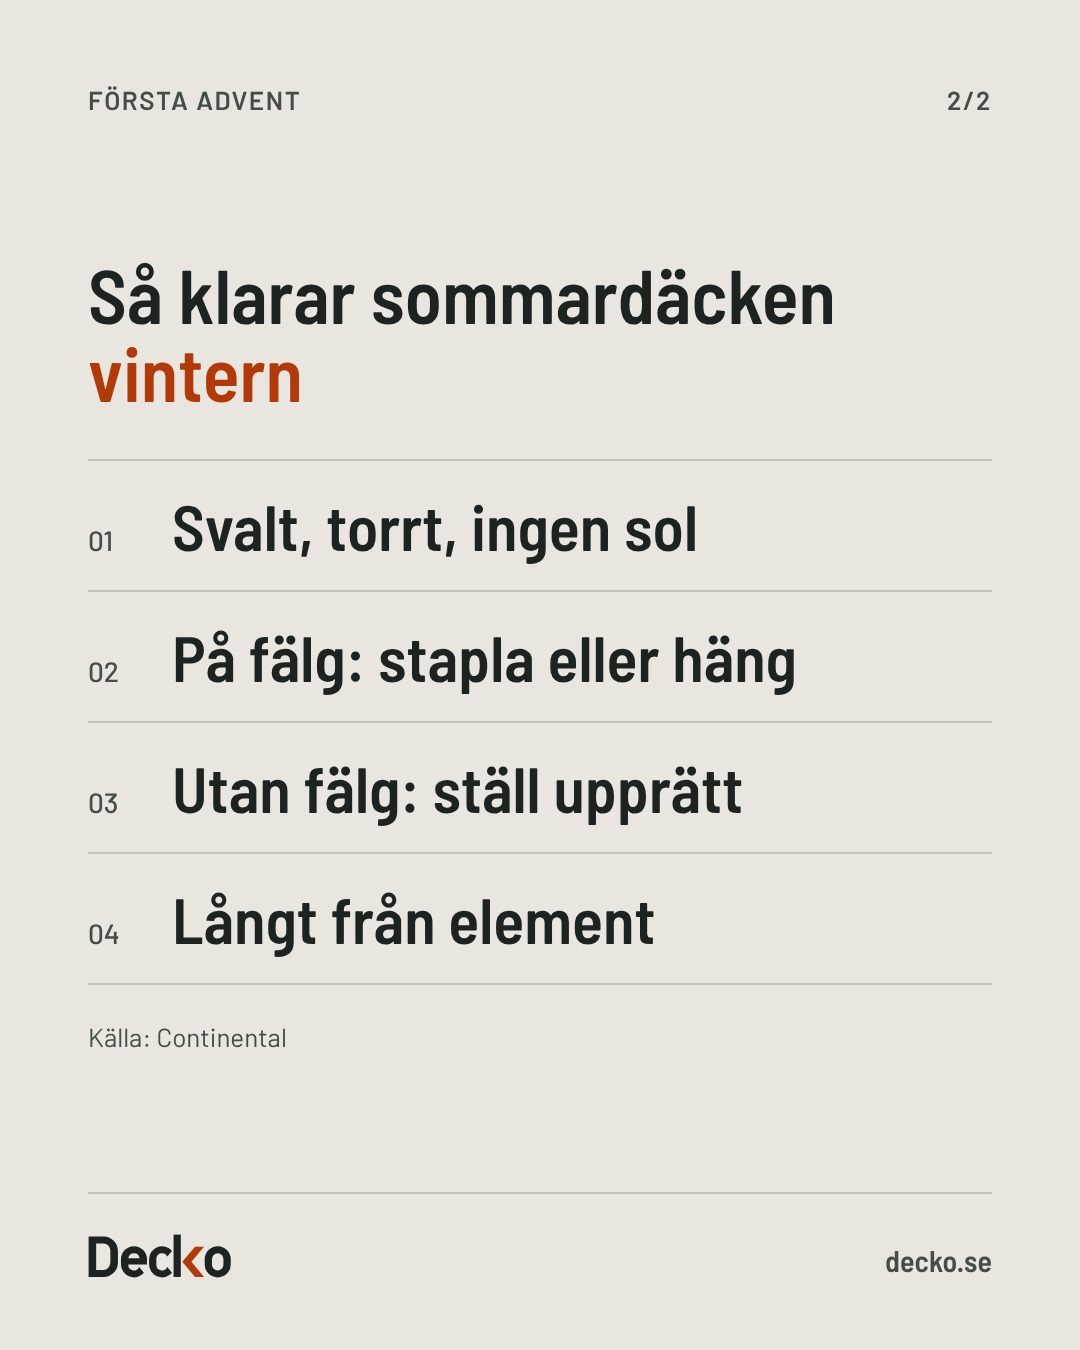 FÖRSTA ADVENT
2/2
Så klarar sommardäcken
vintern
01 Svalt, torrt, ingen sol
02 På fälg: stapla eller häng
03 Utan fälg: ställ upprätt
04 Långt från element
Källa: Continental
Decko
decko.se